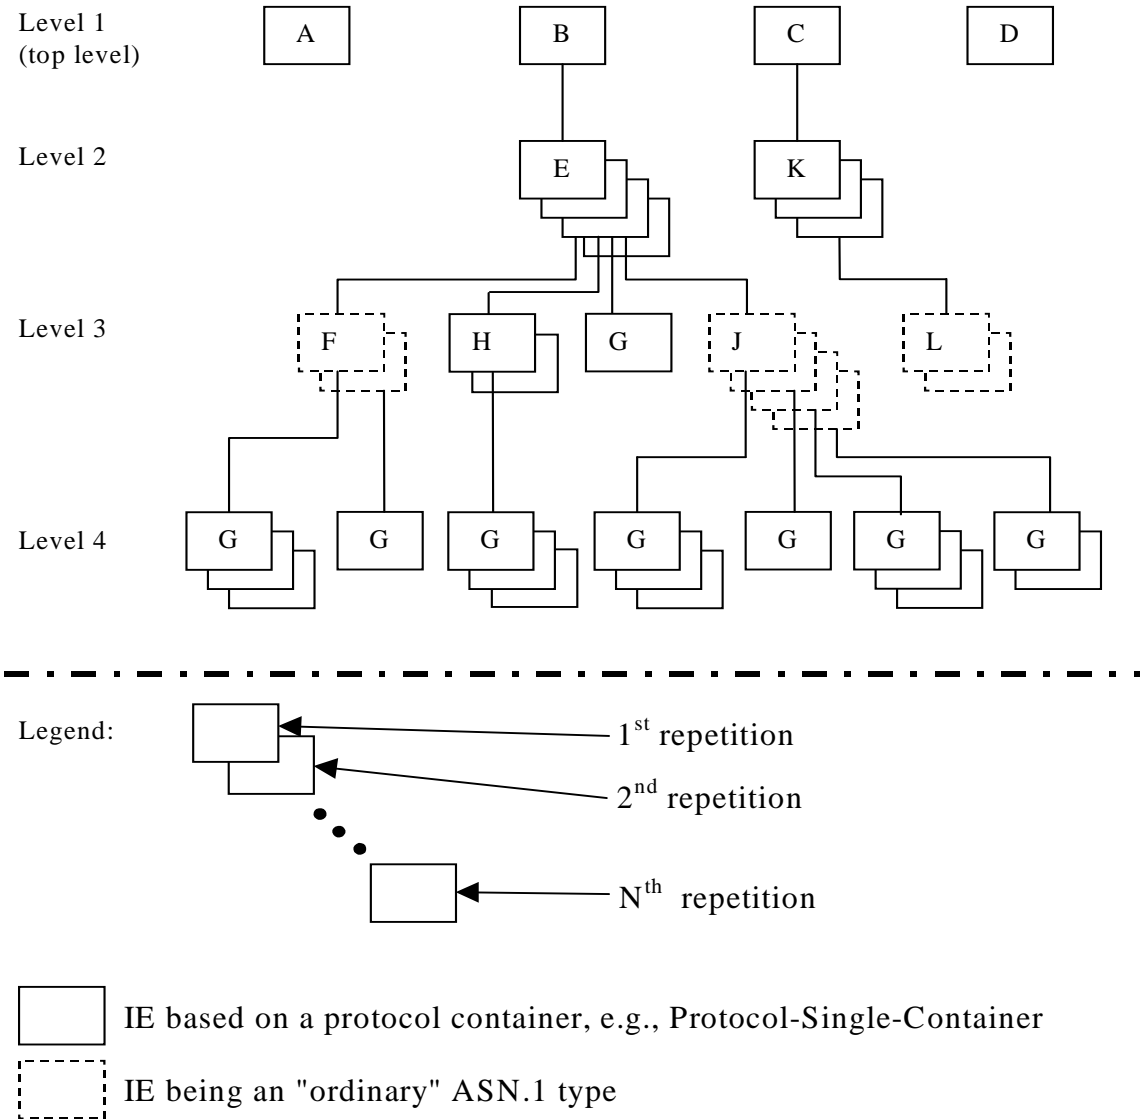 Level 1
(top level)
A
B
C
D
Level 2
E
K
Level 3
F
H
G
J
L
Level 4
G
G
G
G
G
G
G
Legend:
1st repetition
2nd repetition
Nth repetition
IE based on a protocol container, e.g., Protocol-Single-Container
IE being an "ordinary" ASN.1 type